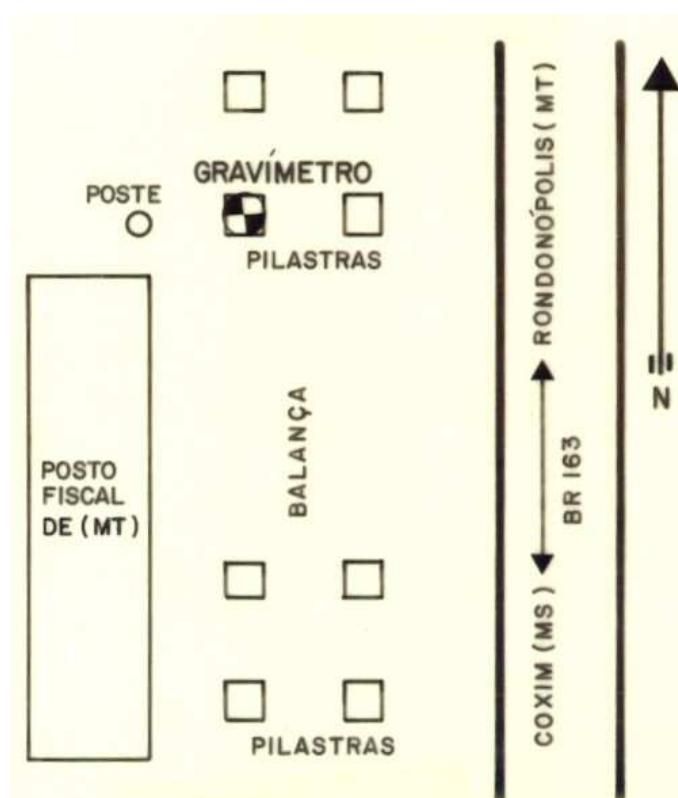 GRAVÍMETRO
POSTE
PILASTRAS
BALANÇA
POSTO
FISCAL
DE (MT)
PILASTRAS
RONDONÓPOLIS (MT)
BR 163
COXIM (MS)
N